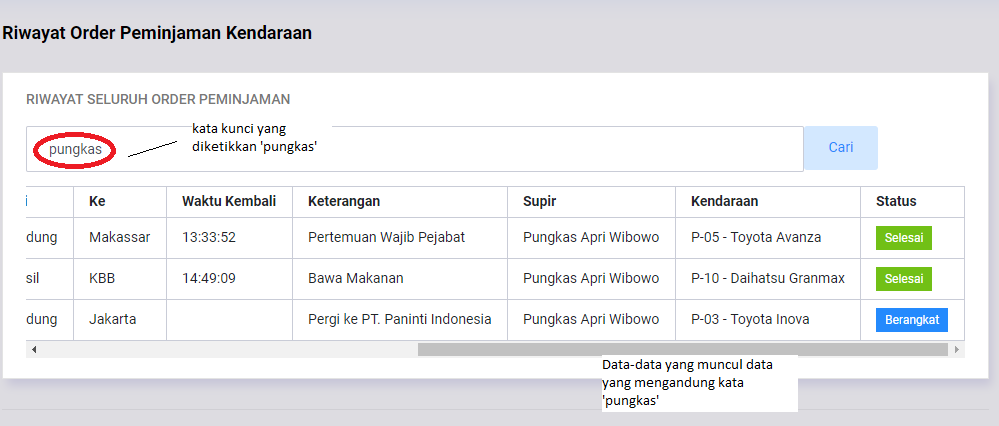 Riwayat Order Peminjaman Kendaraan
RIWAYAT SELURUH ORDER PEMINJAMAN
kata kunci yang
diketikkan 'pungkas'
pungkas
Cari
i Ke Waktu Kembali Keterangan Supir Kendaraan Status
dung Makassar 13:33:52 Pertemuan Wajib Pejabat Pungkas Apri Wibowo P-05 - Toyota Avanza Selesai
sil KBB 14:49:09 Bawa Makanan Pungkas Apri Wibowo P-10 - Daihatsu Granmax Selesai
dung Jakarta Pergi ke PT. Paninti Indonesia Pungkas Apri Wibowo P-03 - Toyota Inova Berangkat
Data-data yang muncul data
yang mengandung kata
'pungkas'